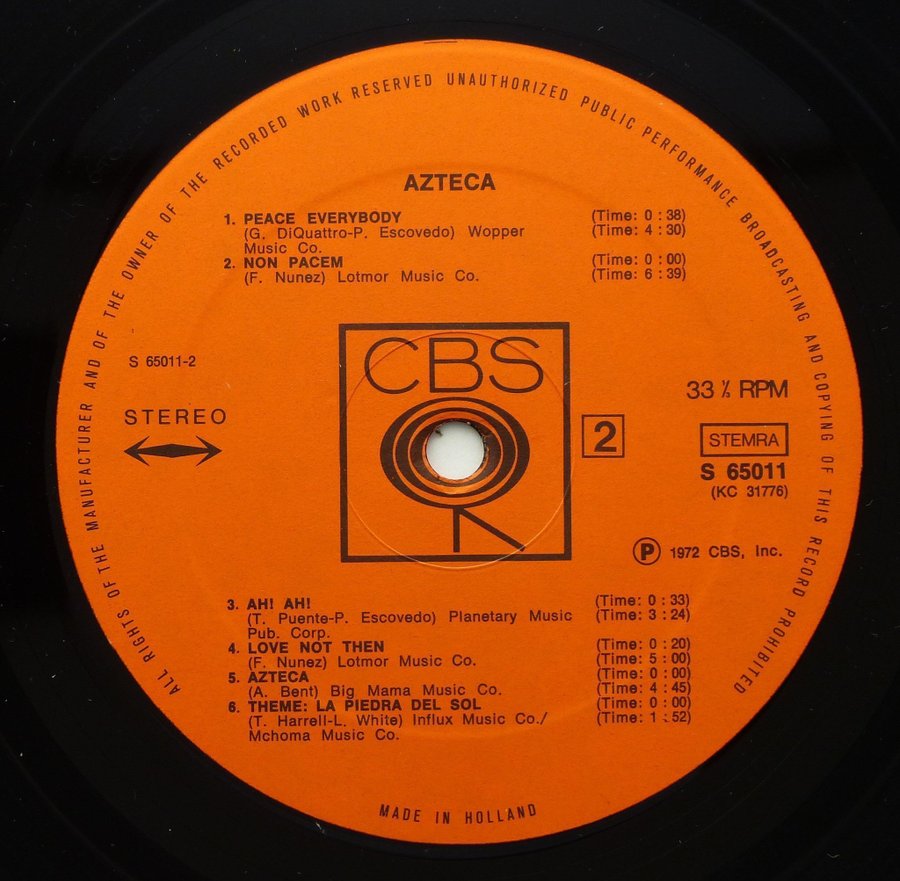 ALL RIGHTS OF THE MANUFACTURER AND OF THE OWNER OF THE RECORDED WORK RESERVED UNAUTHORIZED PUBLIC PERFORMANCE BROADCASTING AND COPYING OF THIS RECORD PROHIBITED
AZTECA
1. PEACE EVERYBODY (Time: 0 : 38)
(G. DiQuattro-P. Escovedo) Wopper (Time: 4 : 30)
Music Co.
2. NON PACEM (Time: 0 : 00)
(F. Nunez) Lotmor Music Co. (Time: 6 : 39)
CBS
S 65011-2
STEREO
33 ⅓ RPM
2
STEMRA
S 65011
(KC 31776)
Ⓟ 1972 CBS, Inc.
3. AH! AH! (Time: 0 : 33)
(T. Puente-P. Escovedo) Planetary Music (Time: 3 : 24)
Pub. Corp.
4. LOVE NOT THEN (Time: 0 : 20)
(F. Nunez) Lotmor Music Co. (Time: 5 : 00)
5. AZTECA (Time: 0 : 00)
(A. Bent) Big Mama Music Co. (Time: 4 : 45)
6. THEME: LA PIEDRA DEL SOL (Time: 0 : 00)
(T. Harrell-L. White) Influx Music Co./ (Time: 1 : 52)
Mchoma Music Co.
MADE IN HOLLAND